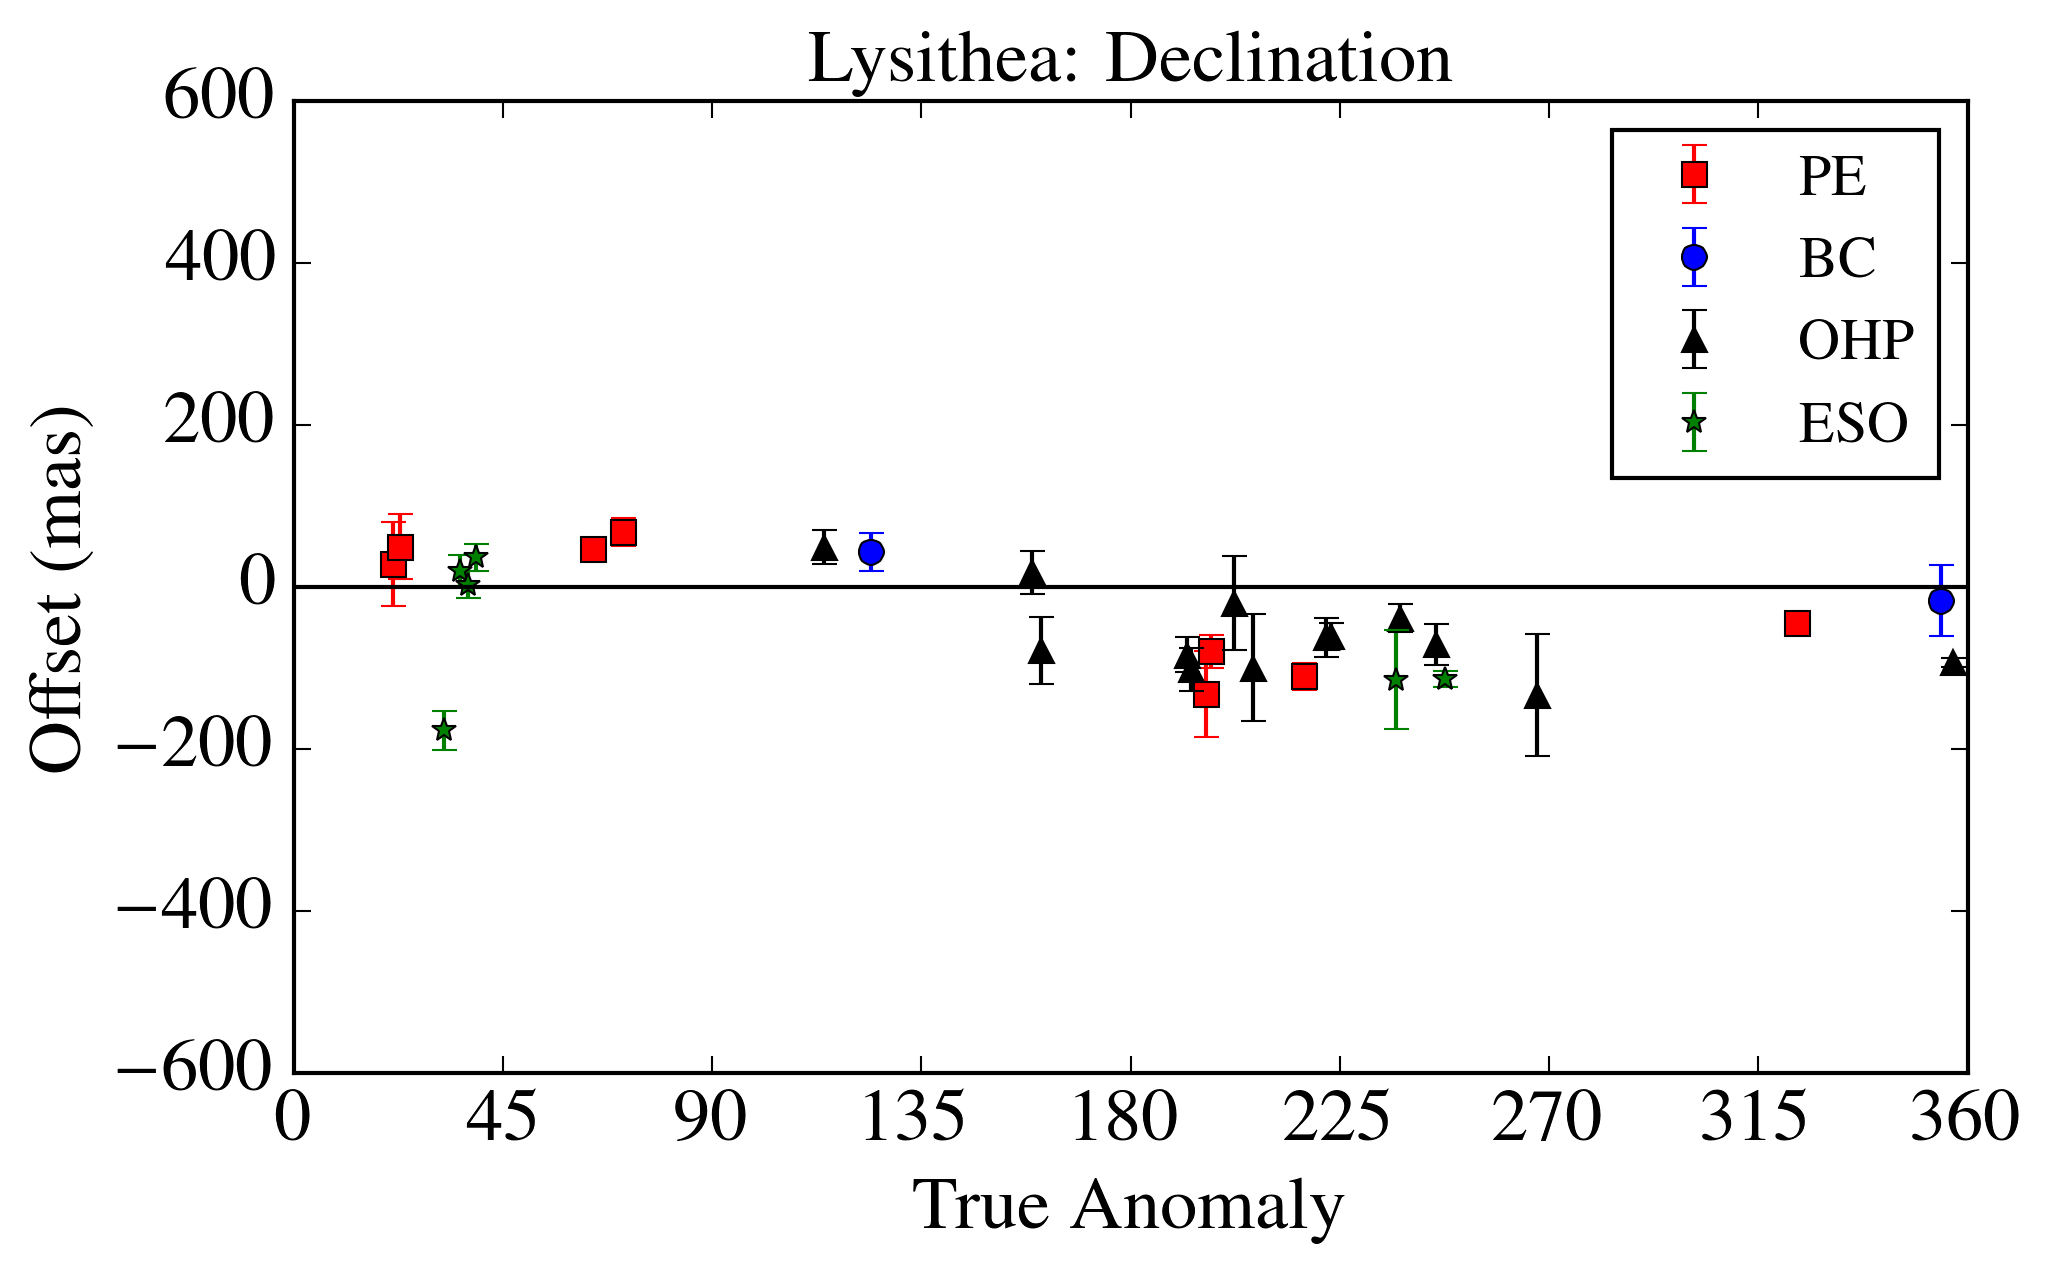 Lysithea: Declination
600
400
200
0
−200
−400
−600
Offset (mas)
PE
BC
OHP
ESO
0 45 90 135 180 225 270 315 360
True Anomaly